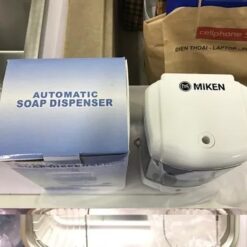 AUTOMATIC
SOAP DISPENSER
MIKEN
cellphone
DIEN THOAI - LAPTOP